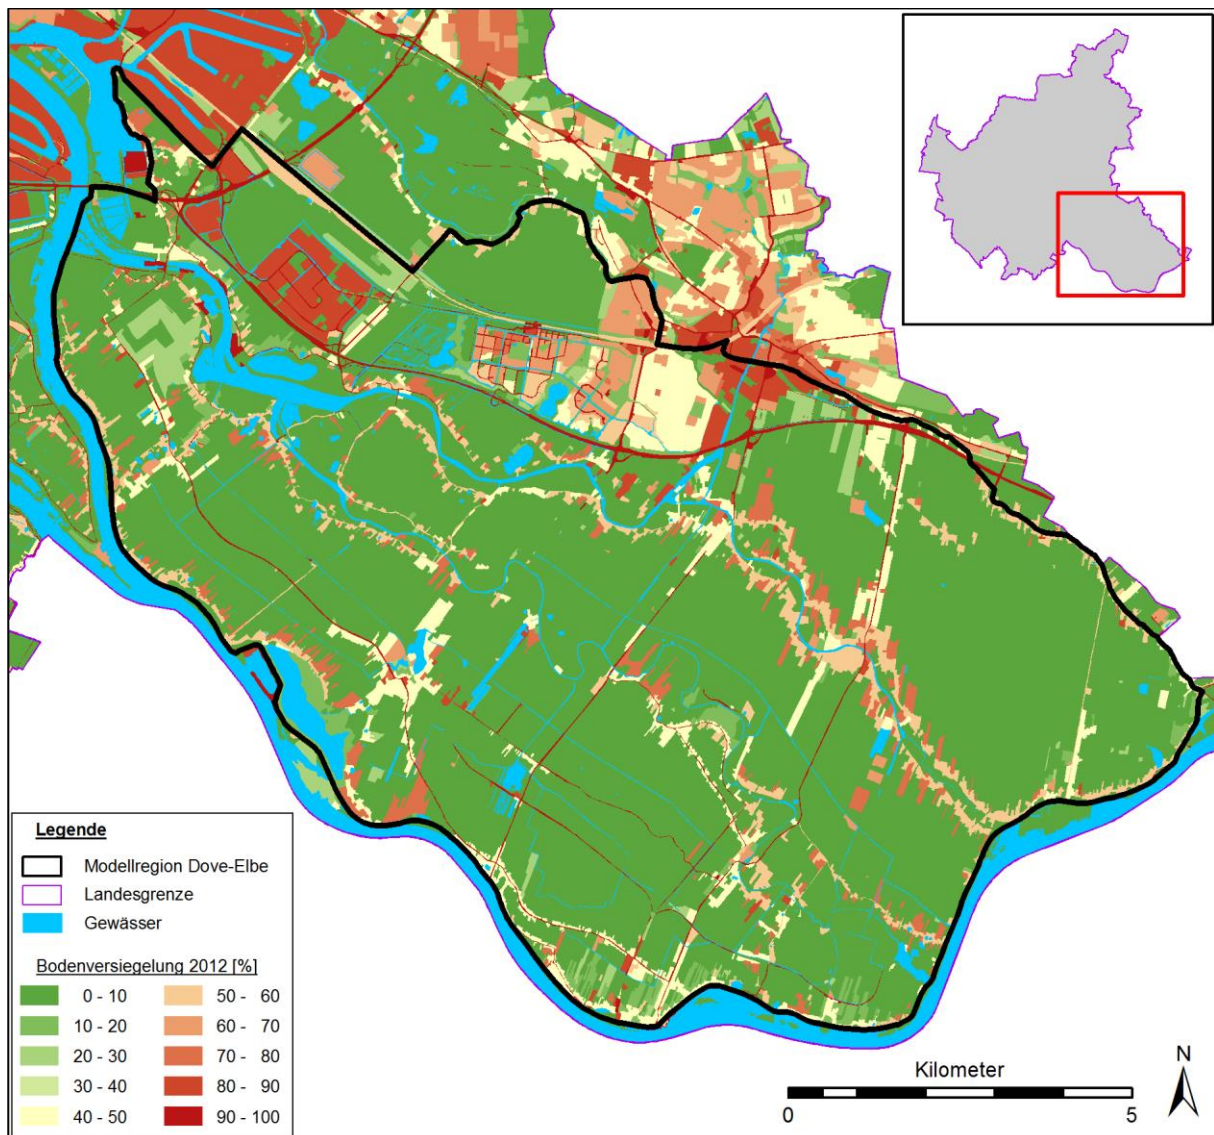 Legende
Modellregion Dove-Elbe
Landesgrenze
Gewässer
Bodenversiegelung 2012 [%]
0 - 10
10 - 20
20 - 30
30 - 40
40 - 50
50 - 60
60 - 70
70 - 80
80 - 90
90 - 100
Kilometer
0 5
N